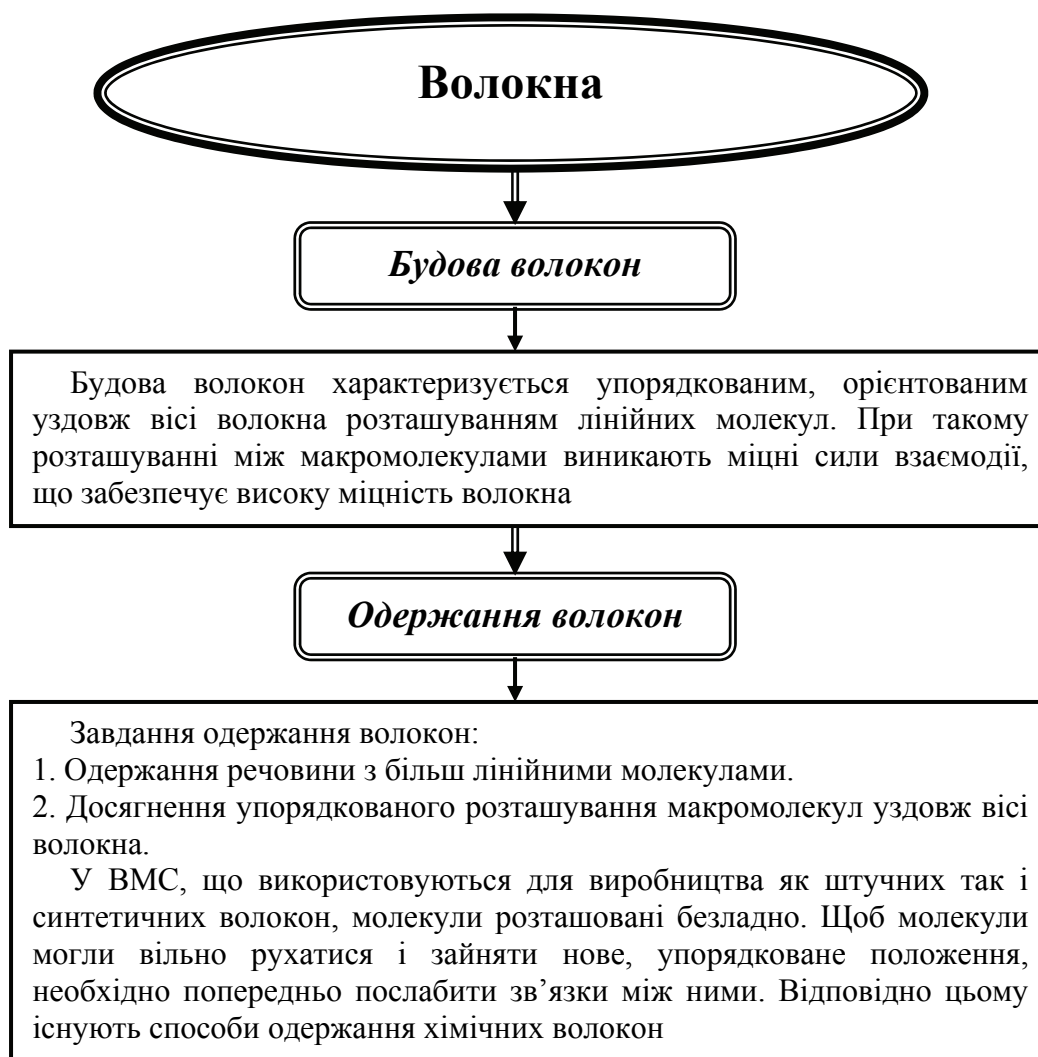 Волокна
Будова волокон
Будова волокон характеризується упорядкованим, орієнтованим
уздовж вісі волокна розташуванням лінійних молекул. При такому
розташуванні між макромолекулами виникають міцні сили взаємодії,
що забезпечує високу міцність волокна
Одержання волокон
Завдання одержання волокон:
1. Одержання речовини з більш лінійними молекулами.
2. Досягнення упорядкованого розташування макромолекул уздовж вісі
волокна.
У ВМС, що використовуються для виробництва як штучних так і
синтетичних волокон, молекули розташовані безладно. Щоб молекули
могли вільно рухатися і зайняти нове, упорядковане положення,
необхідно попередньо послабити зв’язки між ними. Відповідно цьому
існують способи одержання хімічних волокон